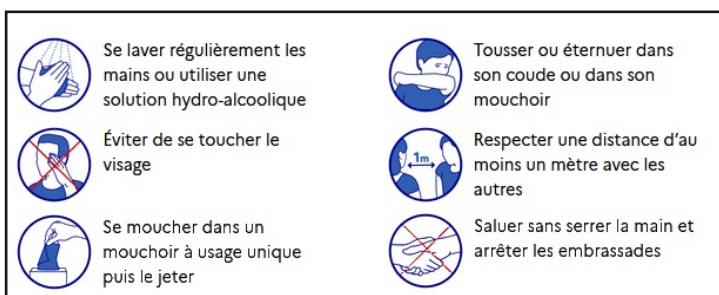 Se laver régulièrement les
mains ou utiliser une
solution hydro-alcoolique
Tousser ou éternuer dans
son coude ou dans son
mouchoir
Éviter de se toucher le
visage
1m
Respecter une distance d'au
moins un mètre avec les
autres
Se moucher dans un
mouchoir à usage unique
puis le jeter
Saluer sans serrer la main et
arrêter les embrassades